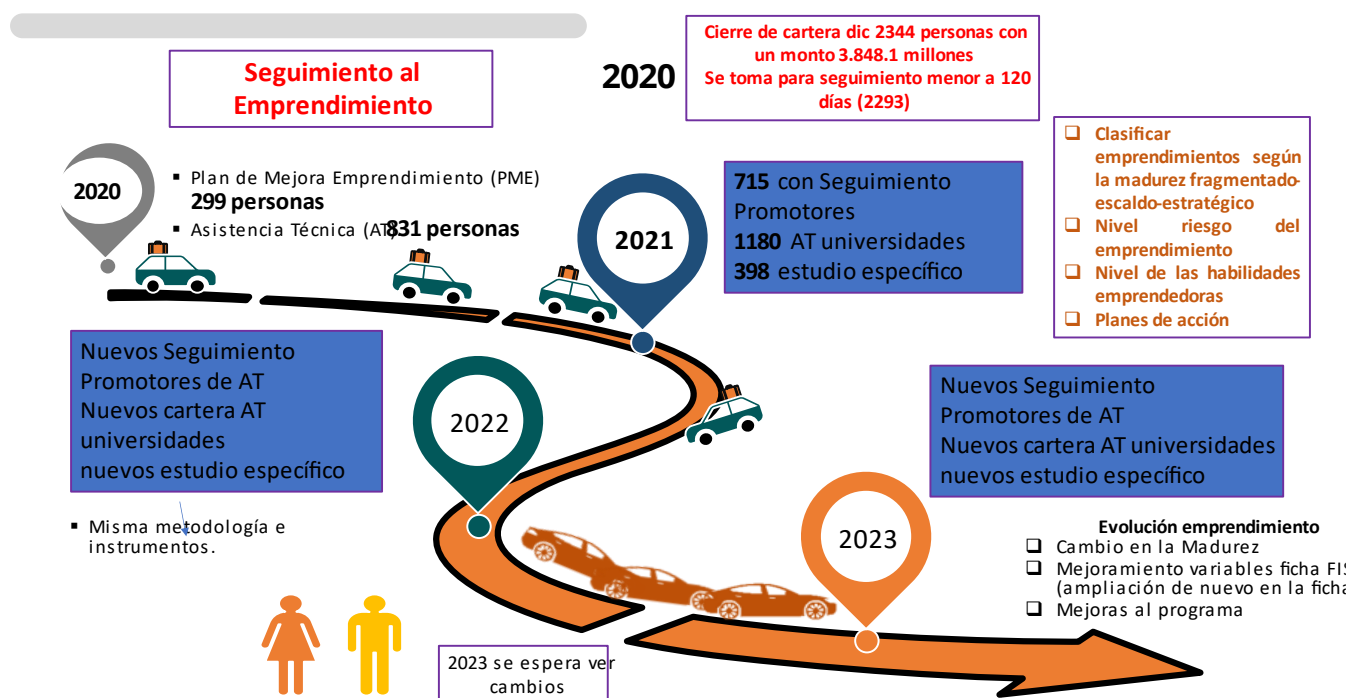 Seguimiento al
Emprendimiento
2020
Cierre de cartera dic 2344 personas con
un monto 3.848.1 millones
Se toma para seguimiento menor a 120
días (2293)
2020
▪ Plan de Mejora Emprendimiento (PME)
299 personas
▪ Asistencia Técnica (AT) 831 personas
2021
715 con Seguimiento
Promotores
1180 AT universidades
398 estudio específico
❑ Clasificar
emprendimientos según
la madurez fragmentado-
escaldo-estratégico
❑ Nivel riesgo del
emprendimiento
❑ Nivel de las habilidades
emprendedoras
❑ Planes de acción
Nuevos Seguimiento
Promotores de AT
Nuevos cartera AT
universidades
nuevos estudio específico
▪ Misma metodología e
instrumentos.
2022
Nuevos Seguimiento
Promotores de AT
Nuevos cartera AT universidades
nuevos estudio específico
2023
Evolución emprendimiento
❑ Cambio en la Madurez
❑ Mejoramiento variables ficha FIS
(ampliación de nuevo en la ficha
❑ Mejoras al programa
2023 se espera ver
cambios